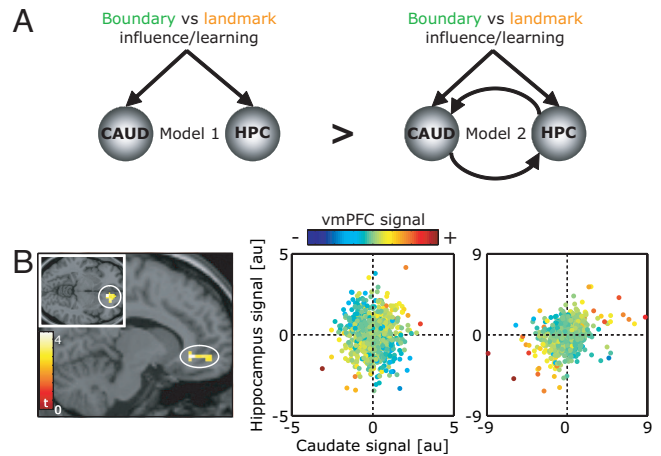 A
Boundary vs landmark
influence/learning
Boundary vs landmark
influence/learning
CAUD Model 1 HPC
>
CAUD Model 2 HPC
B
vmPFC signal
- +
4
t 0
Hippocampus signal [au]
5
0
-5
-5 0 5
9
0
-9
-9 0 9
Caudate signal [au]